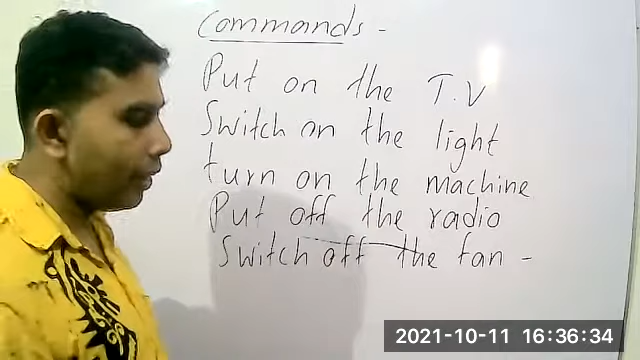 Commands -
Put on the T.V
Switch on the light
turn on the machine
Put off the radio
Switch off the fan -
2021-10-11 16:36:34